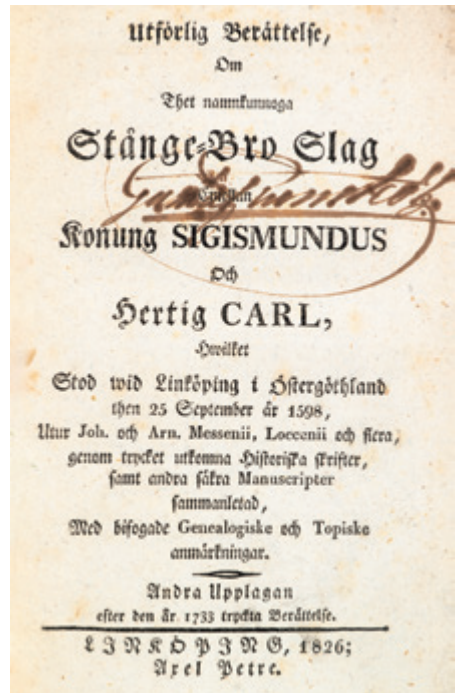 Utförlig Berättelse,
Om
Thet namnkunnoga
Stånge-Bro Slag
Emellan
Konung SIGISMUNDUS
Och
Hertig CARL,
Hwilket
Stod wid Linköping i Östergöthland
then 25 September år 1598,
Utur Joh. och Arn. Messenii, Loccenii och flera,
genom trycket utkomna Historiska skrifter,
samt andra säkra Manuscripter
sammanletad,
Med bifogade Genealogiske och Topiske
anmärkningar.
Andra Upplagan
efter den år 1733 tryckta Berättelse.
LINKÖPING, 1826;
Axel Petre.